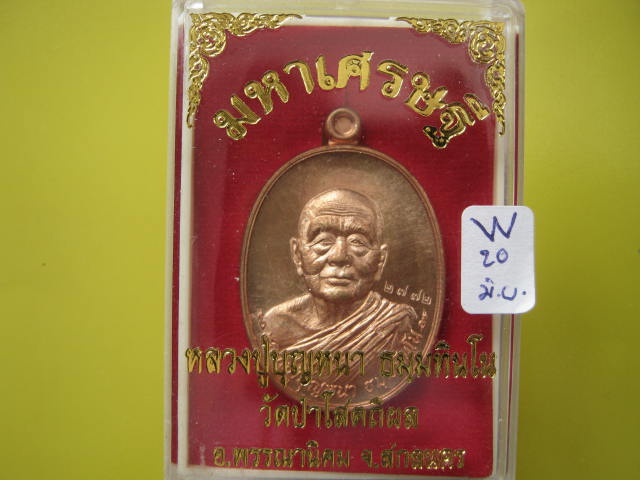 มหาเศรษฐี
๒๗๗๒
W
20
มิ.ย.
หลวงปู่บุญหนา ธมฺมทินฺโน
วัดป่าโสตถิผล
อ.พรรณานิคม จ.สกลนคร